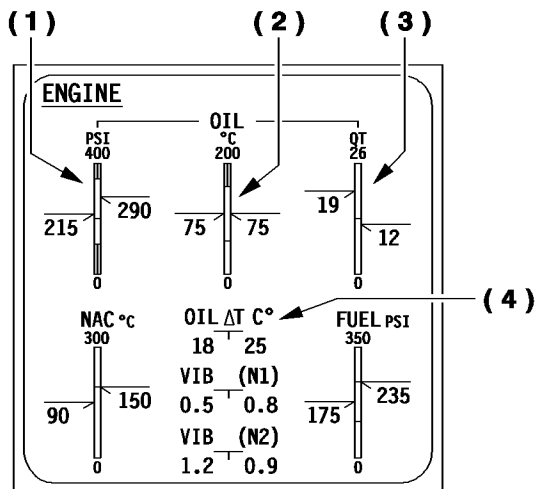 (1) (2) (3)
ENGINE
OIL
PSI °C QT
400 200 26
290 19
215 75 75 12
0 0 0
(4)
NAC °C OIL ΔT C° FUEL PSI
300 18 25 350
VIB (N1)
150 235
90 0.5 0.8 175
VIB (N2)
0 1.2 0.9 0